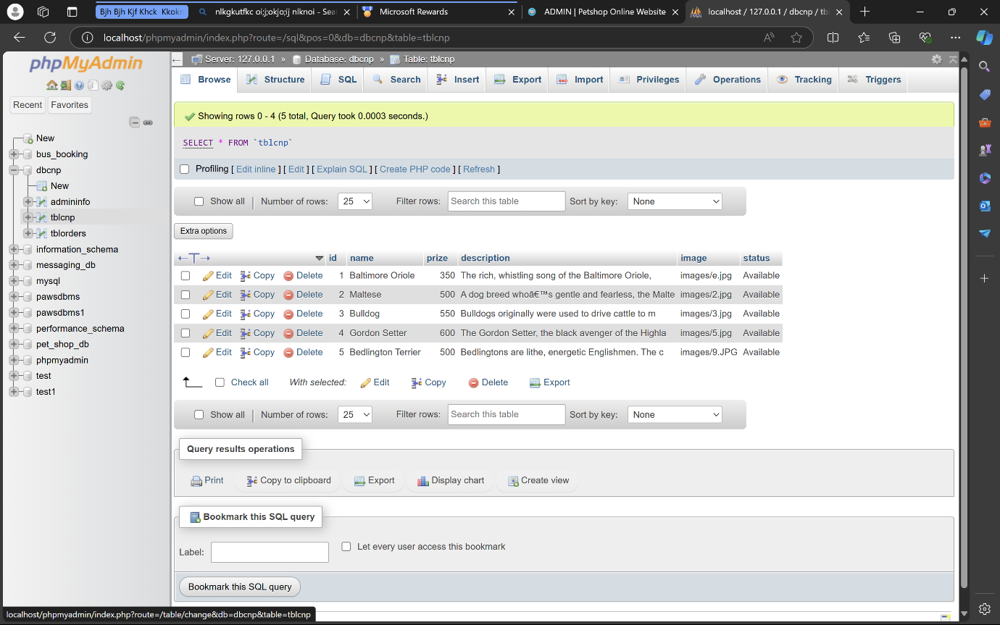 Bjh Bjh Kjf Khck Kkokn
nlkgkutfkc oi;j;okjo;ij nlknoi - Sear
Microsoft Rewards
ADMIN | Petshop Online Website
localhost / 127.0.0.1 / dbcnp / tbl
localhost/phpmyadmin/index.php?route=/sql&pos=0&db=dbcnp&table=tblcnp
phpMyAdmin
Recent Favorites
New
bus_booking
dbcnp
New
admininfo
tblcnp
tblorders
information_schema
messaging_db
mysql
pawsdbms
pawsdbms1
performance_schema
pet_shop_db
phpmyadmin
test
test1
Server: 127.0.0.1 » Database: dbcnp » Table: tblcnp
Browse Structure SQL Search Insert Export Import Privileges Operations Tracking Triggers
Showing rows 0 - 4 (5 total, Query took 0.0003 seconds.)
SELECT * FROM `tblcnp`
Profiling [ Edit inline ] [ Edit ] [ Explain SQL ] [ Create PHP code ] [ Refresh ]
Show all | Number of rows: 25 Filter rows: Search this table Sort by key: None
Extra options
←T→ id name prize description image status
Edit Copy Delete 1 Baltimore Oriole 350 The rich, whistling song of the Baltimore Oriole, images/e.jpg Available
Edit Copy Delete 2 Maltese 500 A dog breed whoâ€™s gentle and fearless, the Malte images/2.jpg Available
Edit Copy Delete 3 Bulldog 550 Bulldogs originally were used to drive cattle to m images/3.jpg Available
Edit Copy Delete 4 Gordon Setter 600 The Gordon Setter, the black avenger of the Highla images/5.jpg Available
Edit Copy Delete 5 Bedlington Terrier 500 Bedlingtons are lithe, energetic Englishmen. The c images/9.JPG Available
Check all With selected: Edit Copy Delete Export
Show all | Number of rows: 25 Filter rows: Search this table Sort by key: None
Query results operations
Print Copy to clipboard Export Display chart Create view
Bookmark this SQL query
Label: Let every user access this bookmark
Bookmark this SQL query
localhost/phpmyadmin/index.php?route=/table/change&db=dbcnp&table=tblcnp